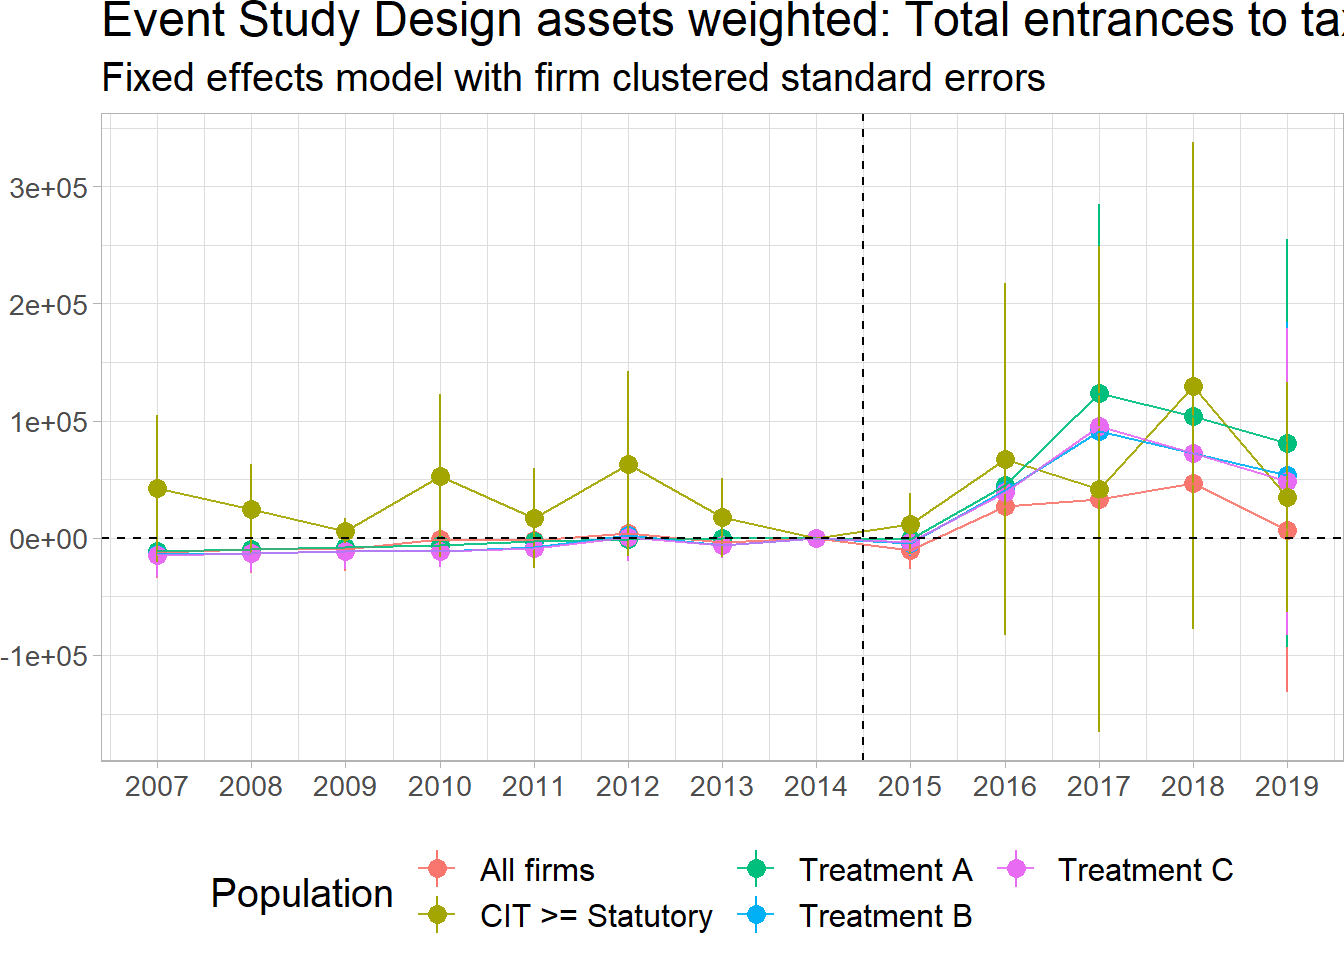 Event Study Design assets weighted: Total entrances to
Fixed effects model with firm clustered standard errors
3e+05
2e+05
1e+05
0e+00
-1e+05
2007 2008 2009 2010 2011 2012 2013 2014 2015 2016 2017 2018 2019
Population
All firms
Treatment A
Treatment C
CIT >= Statutory
Treatment B